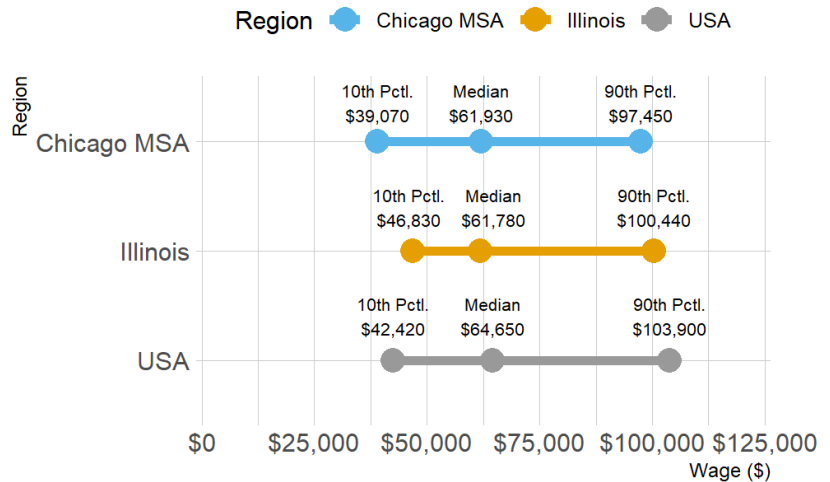 Region Chicago MSA Illinois USA
Region
10th Pctl. Median 90th Pctl.
$39,070 $61,930 $97,450
Chicago MSA
10th Pctl. Median 90th Pctl.
$46,830 $61,780 $100,440
Illinois
10th Pctl. Median 90th Pctl.
$42,420 $64,650 $103,900
USA
$0 $25,000 $50,000 $75,000 $100,000 $125,000
Wage ($)